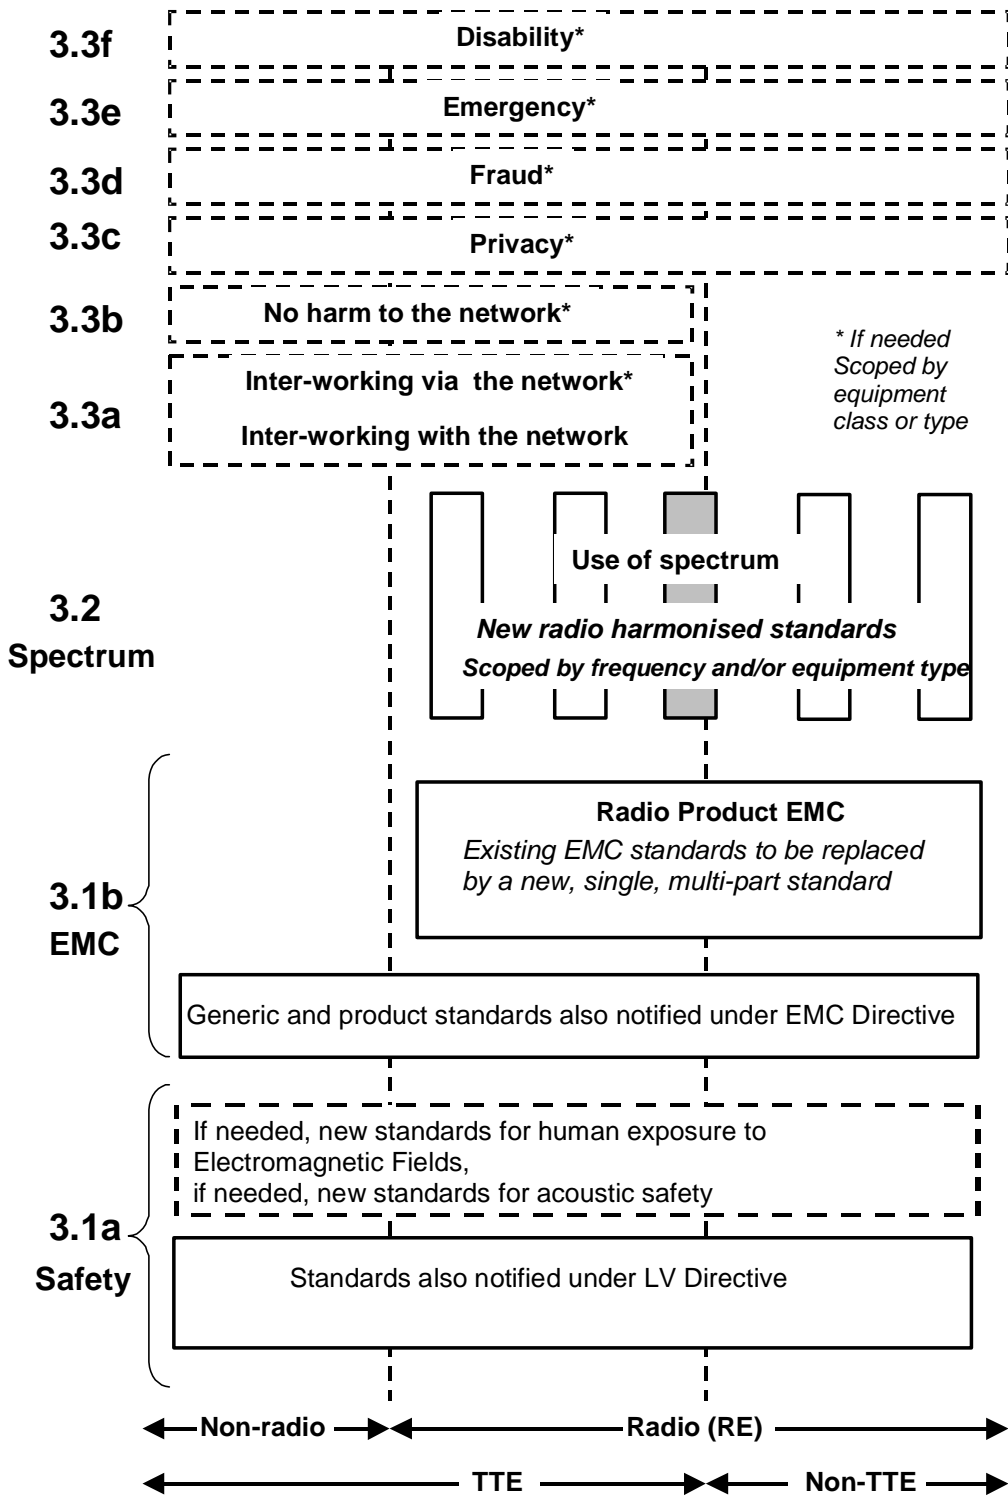 3.3f
Disability*
3.3e
Emergency*
3.3d
Fraud*
3.3c
Privacy*
3.3b
No harm to the network*
* If needed
Scoped by
equipment
class or type
3.3a
Inter-working via the network*
Inter-working with the network
3.2
Spectrum
Use of spectrum
New radio harmonised standards
Scoped by frequency and/or equipment type
3.1b
EMC
Radio Product EMC
Existing EMC standards to be replaced
by a new, single, multi-part standard
Generic and product standards also notified under EMC Directive
3.1a
Safety
If needed, new standards for human exposure to
Electromagnetic Fields,
if needed, new standards for acoustic safety
Standards also notified under LV Directive
Non-radio
Radio (RE)
TTE
Non-TTE